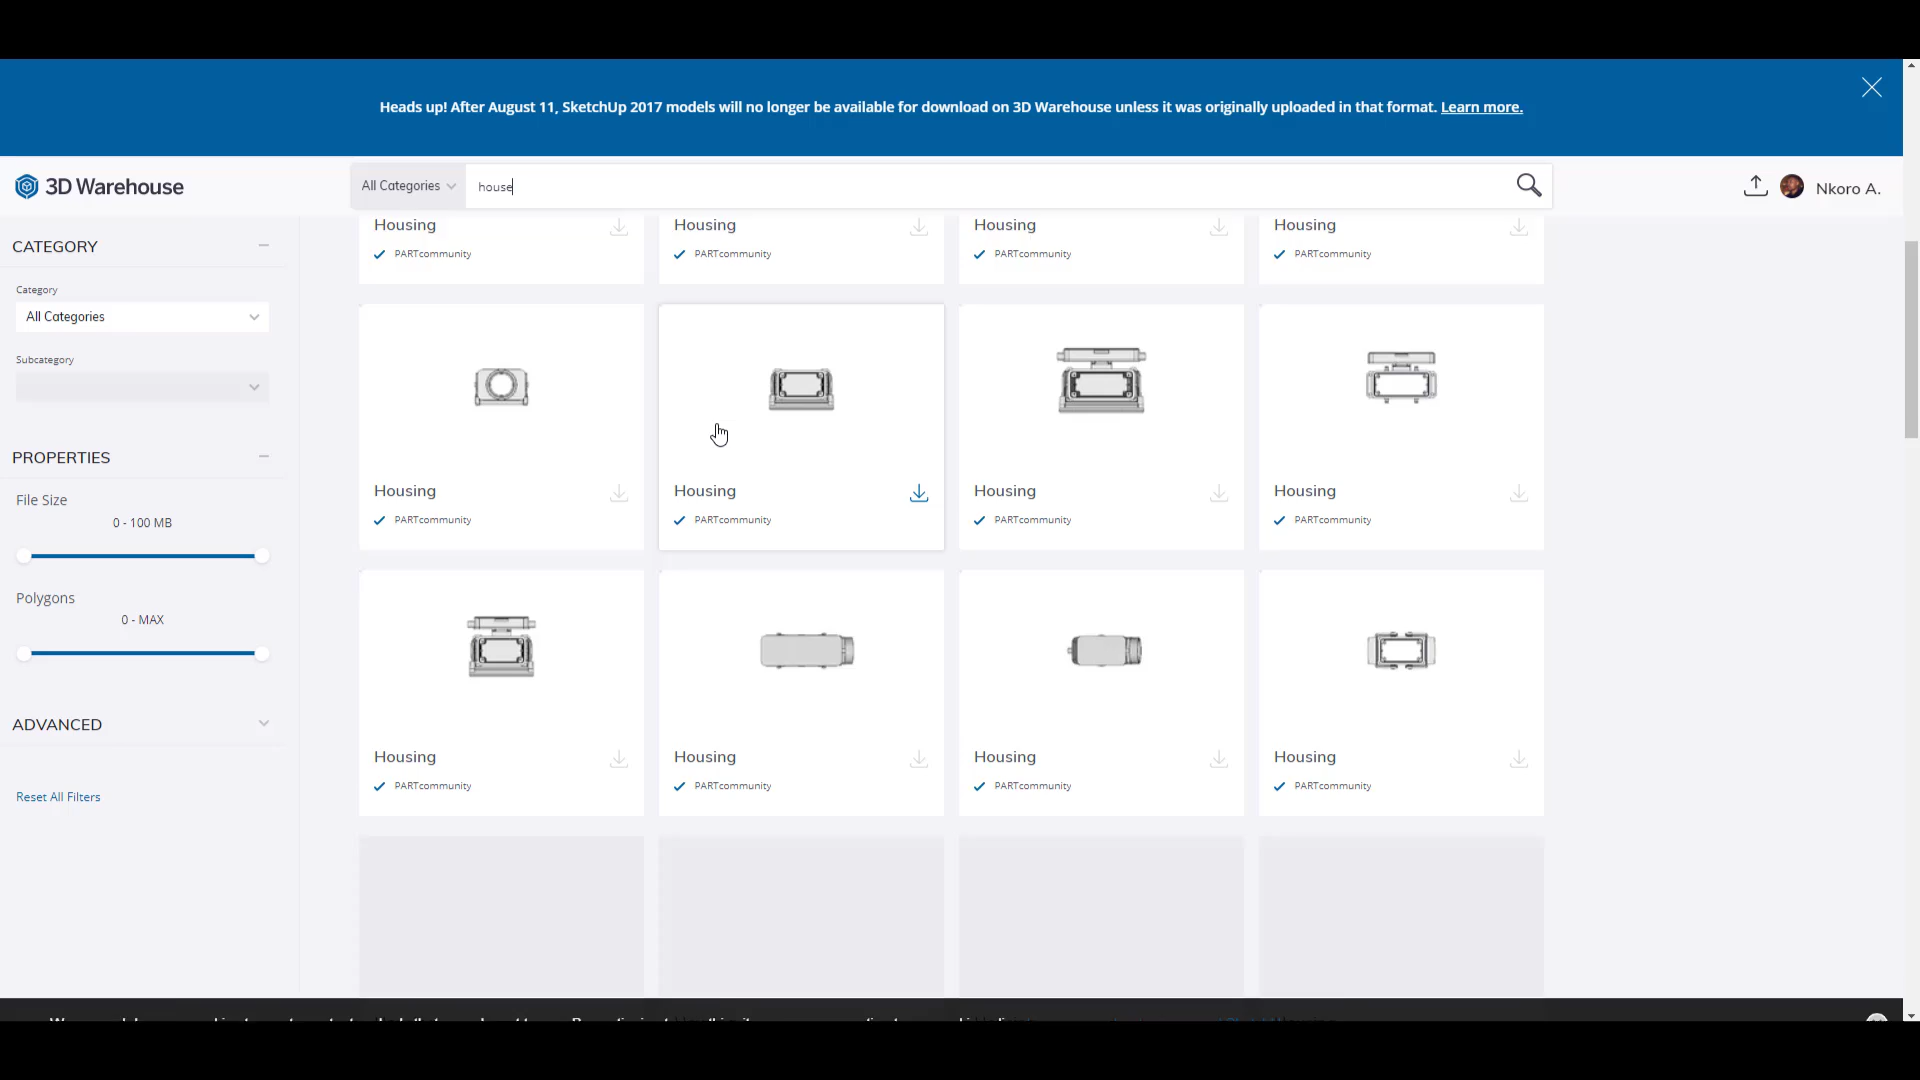 Heads up! After August 11, SketchUp 2017 models will no longer be available for download on 3D Warehouse unless it was originally uploaded in that format. Learn more.
3D Warehouse
All Categories
house
Nkoro A.
CATEGORY
Category
All Categories
Subcategory
PROPERTIES
File Size
0 - 100 MB
Polygons
0 - MAX
ADVANCED
Reset All Filters
Housing Housing Housing Housing
PARTcommunity PARTcommunity PARTcommunity PARTcommunity
Housing Housing Housing Housing
PARTcommunity PARTcommunity PARTcommunity PARTcommunity
Housing Housing Housing Housing
PARTcommunity PARTcommunity PARTcommunity PARTcommunity